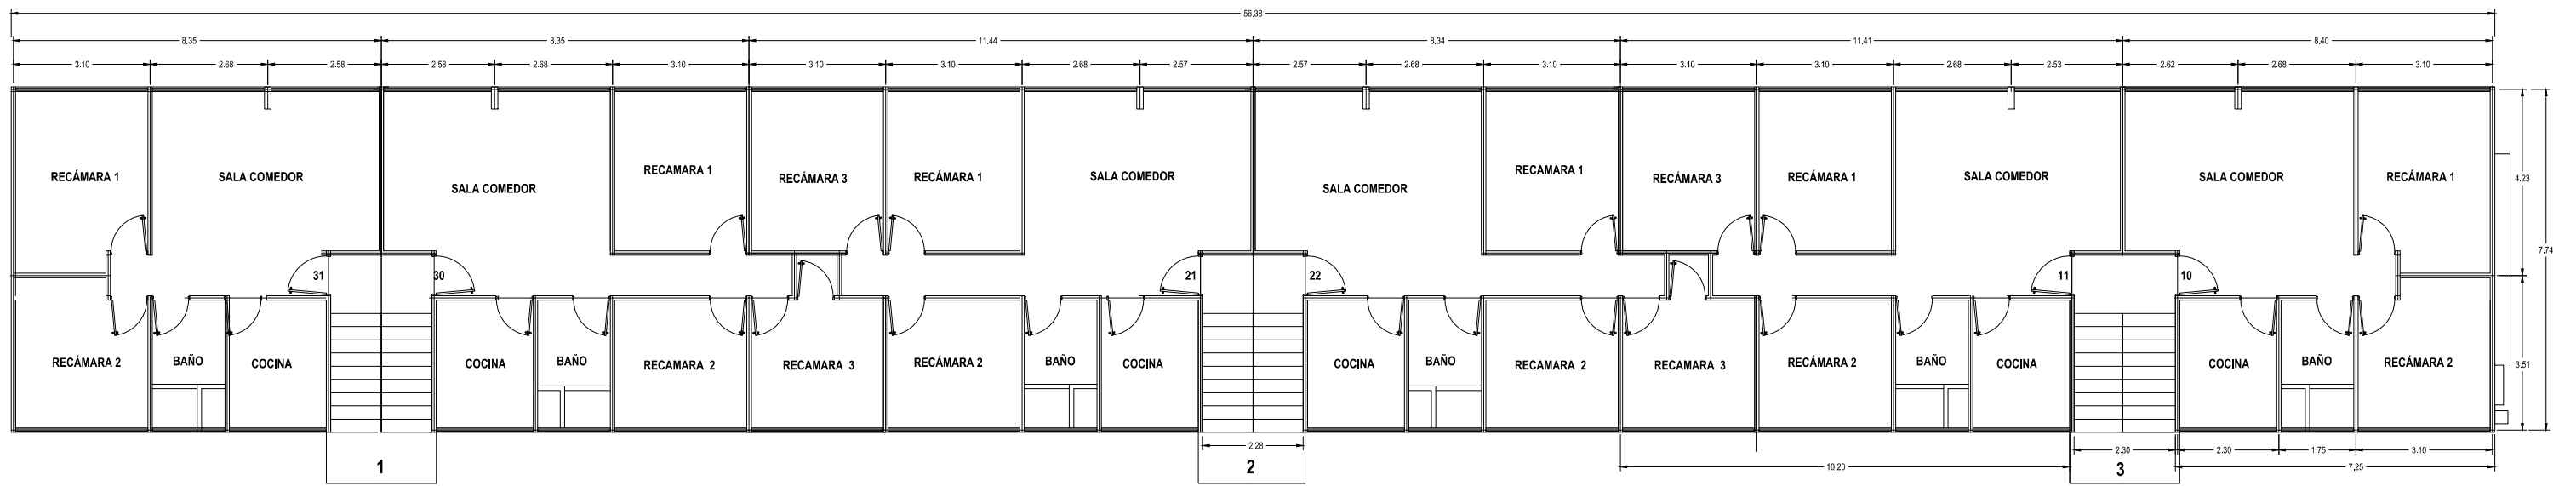 56,38
8,35 8,35 11,44 8,34 11,41 8,40
3.10 2.68 2.58 2.58 2.68 3.10 3.10 3.10 2.68 2.57 2.57 2.68 3.10 3.10 3.10 2.68 2.53 2.62 2.68 3.10
RECÁMARA 1 SALA COMEDOR SALA COMEDOR RECAMARA 1 RECÁMARA 3 RECÁMARA 1 SALA COMEDOR SALA COMEDOR RECAMARA 1 RECÁMARA 3 RECÁMARA 1 SALA COMEDOR SALA COMEDOR RECÁMARA 1
4.23
7.74
31 30 21 22 11 10
RECÁMARA 2 BAÑO COCINA COCINA BAÑO RECAMARA 2 RECAMARA 3 RECÁMARA 2 BAÑO COCINA COCINA BAÑO RECAMARA 2 RECAMARA 3 RECÁMARA 2 BAÑO COCINA COCINA BAÑO RECÁMARA 2
3.51
2,28 2.30 2.30 1.75 3.10
1 2 10,20 3 7,25